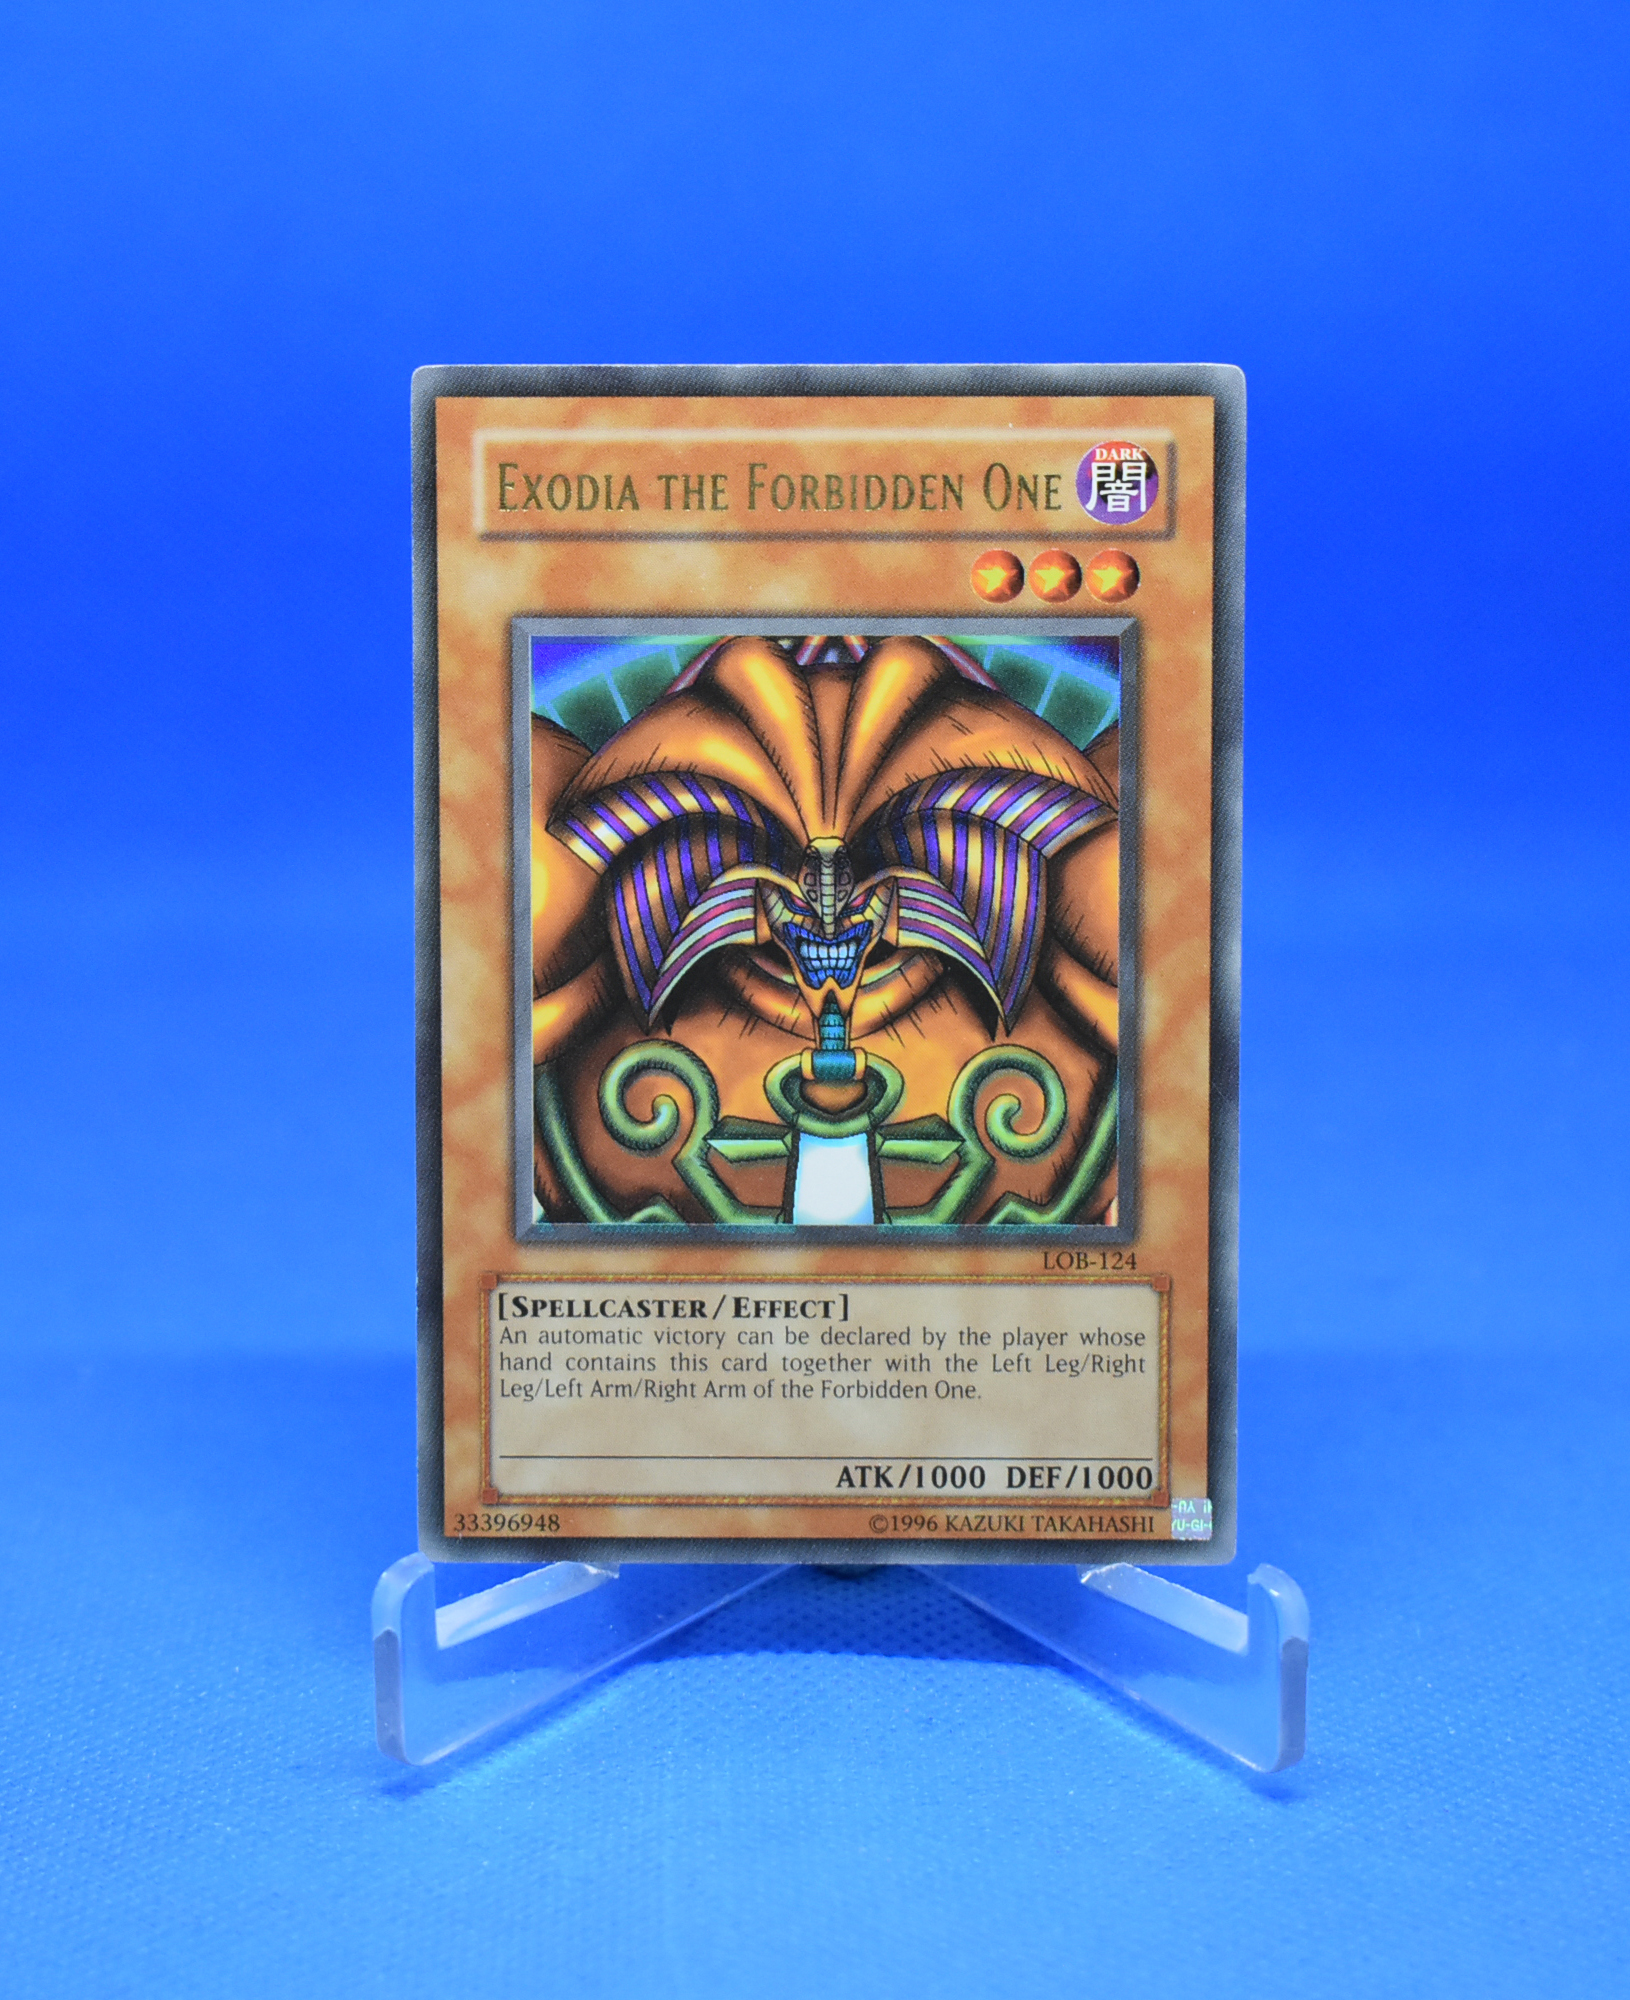 EXODIA THE FORBIDDEN ONE
DARK
闇
LOB-124
[SPELLCASTER/EFFECT]
An automatic victory can be declared by the player whose
hand contains this card together with the Left Leg/Right
Leg/Left Arm/Right Arm of the Forbidden One.
ATK/1000 DEF/1000
33396948
©1996 KAZUKI TAKAHASHI
YU-GI-